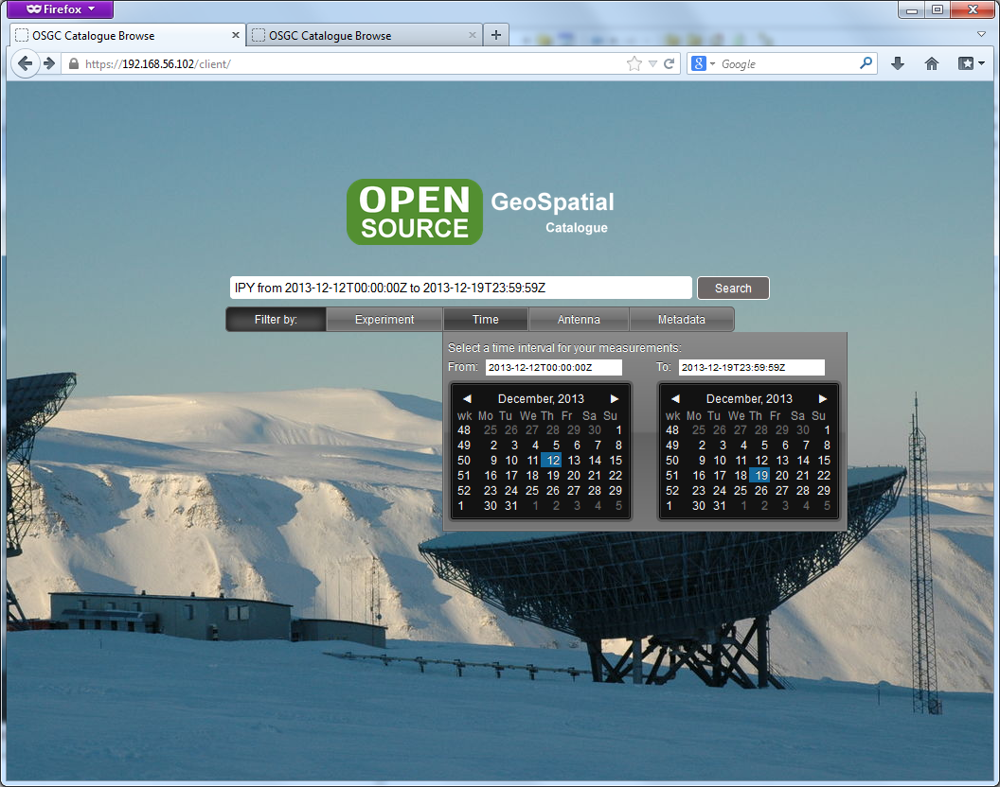 Firefox
OSGC Catalogue Browse
OSGC Catalogue Browse
https://192.168.56.102/client/
Google
OPEN
SOURCE
GeoSpatial
Catalogue
IPY from 2013-12-12T00:00:00Z to 2013-12-19T23:59:59Z
Search
Filter by:
Experiment
Time
Antenna
Metadata
Select a time interval for your measurements:
From: 2013-12-12T00:00:00Z
To: 2013-12-19T23:59:59Z
December, 2013
wk Mo Tu We Th Fr Sa Su
48 25 26 27 28 29 30 1
49 2 3 4 5 6 7 8
50 9 10 11 12 13 14 15
51 16 17 18 19 20 21 22
52 23 24 25 26 27 28 29
1 30 31 1 2 3 4 5
December, 2013
wk Mo Tu We Th Fr Sa Su
48 25 26 27 28 29 30 1
49 2 3 4 5 6 7 8
50 9 10 11 12 13 14 15
51 16 17 18 19 20 21 22
52 23 24 25 26 27 28 29
1 30 31 1 2 3 4 5